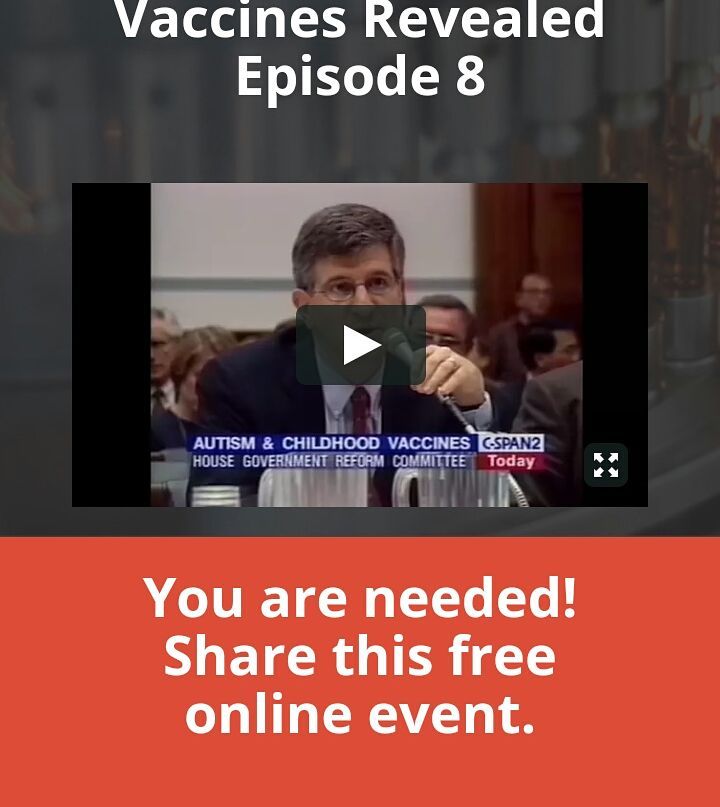 Vaccines Revealed
Episode 8
AUTISM & CHILDHOOD VACCINES C-SPAN2
HOUSE GOVERNMENT REFORM COMMITTEE Today
You are needed!
Share this free
online event.